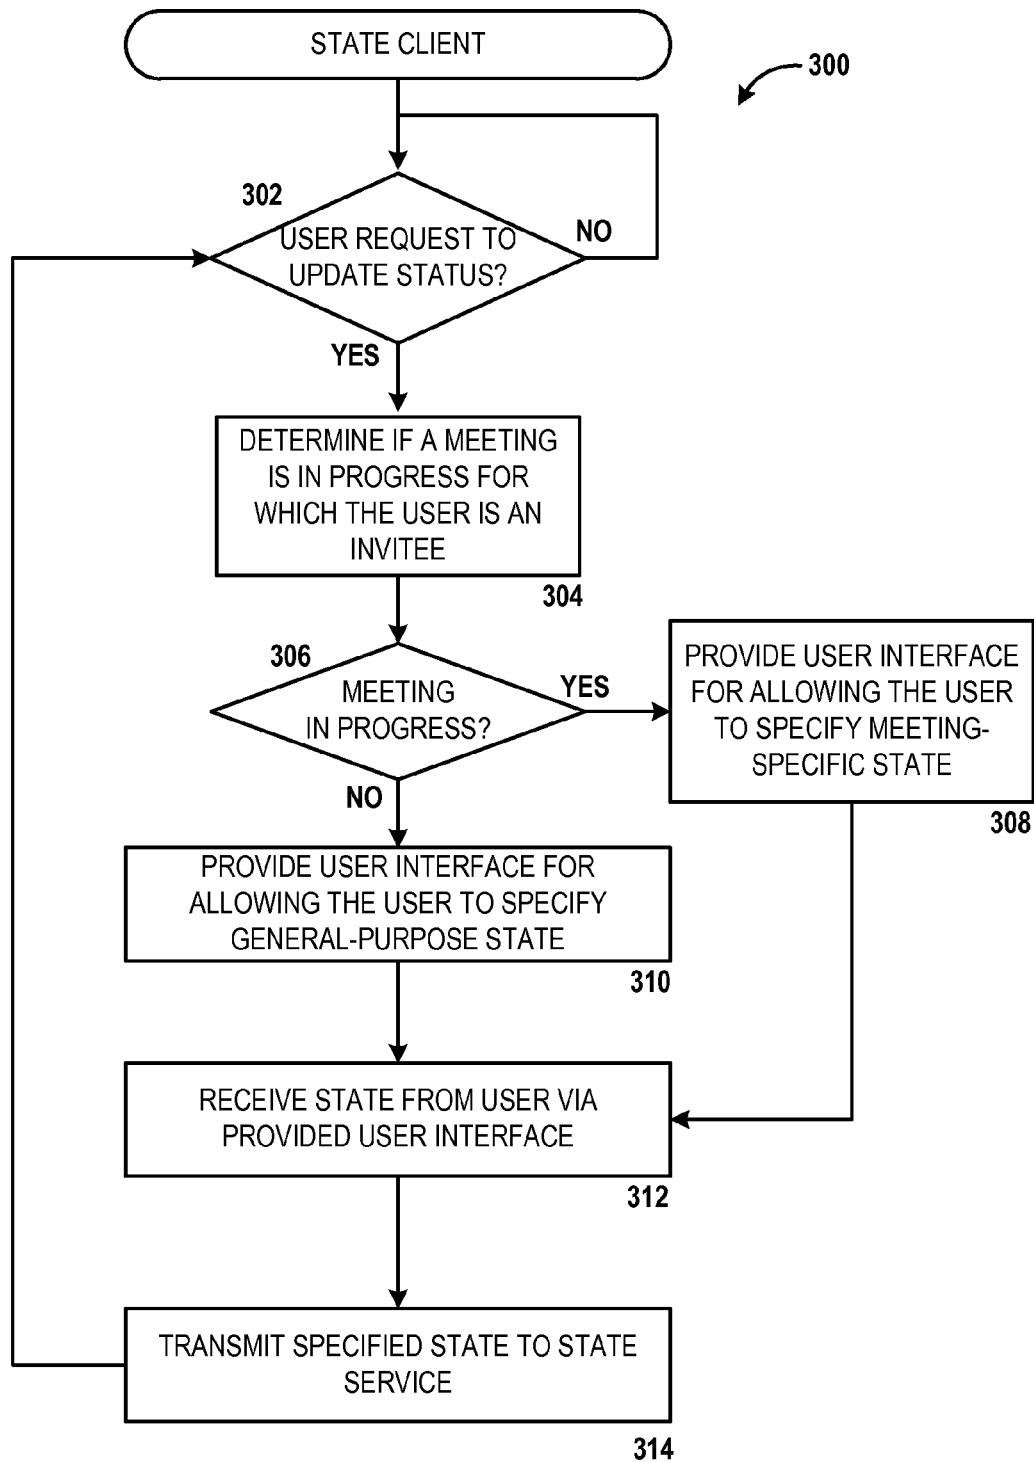 STATE CLIENT
300
302
USER REQUEST TO
UPDATE STATUS?
NO
YES
DETERMINE IF A MEETING
IS IN PROGRESS FOR
WHICH THE USER IS AN
INVITEE
304
306
MEETING
IN PROGRESS?
YES
NO
PROVIDE USER INTERFACE
FOR ALLOWING THE USER
TO SPECIFY MEETING-
SPECIFIC STATE
308
PROVIDE USER INTERFACE FOR
ALLOWING THE USER TO SPECIFY
GENERAL-PURPOSE STATE
310
RECEIVE STATE FROM USER VIA
PROVIDED USER INTERFACE
312
TRANSMIT SPECIFIED STATE TO STATE
SERVICE
314